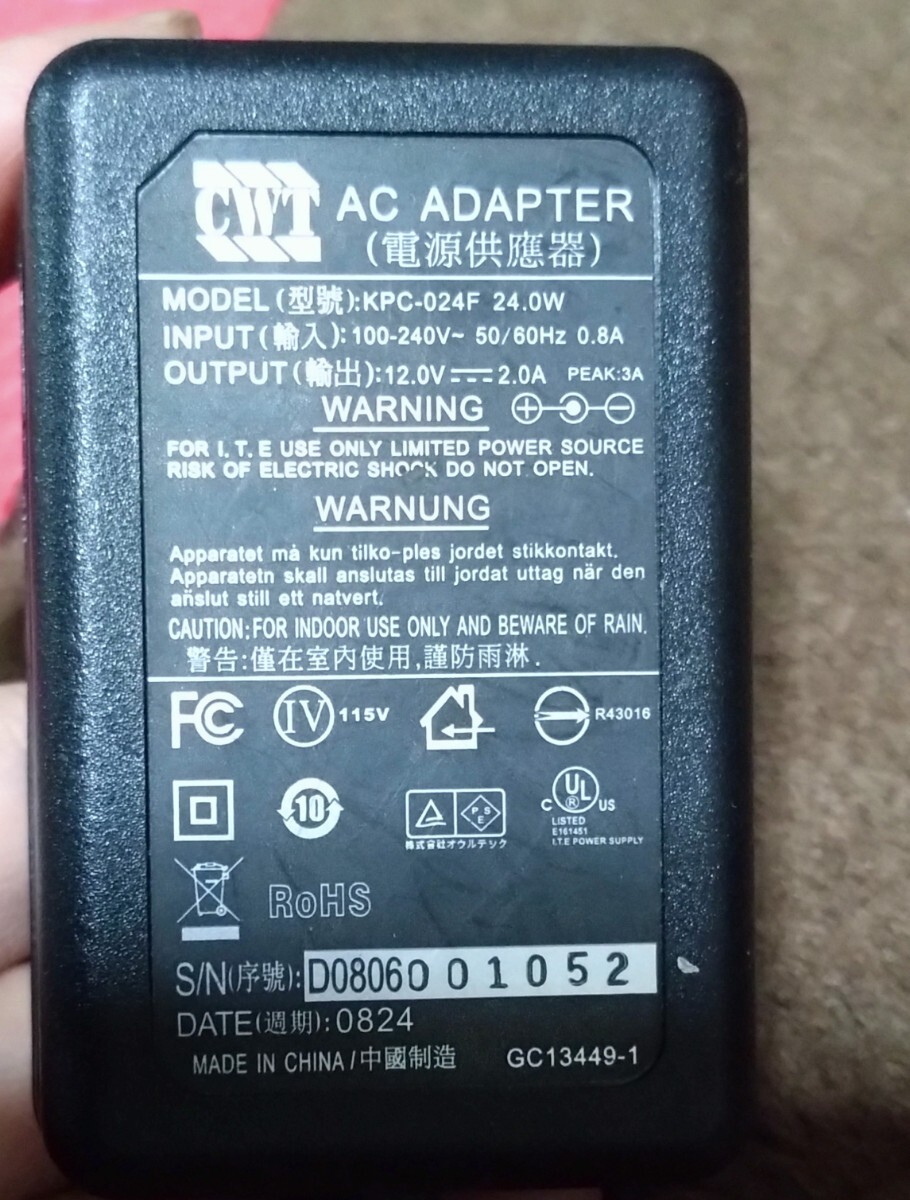 CWT AC ADAPTER
(電源供應器)
MODEL(型號):KPC-024F 24.0W
INPUT(輸入):100-240V~ 50/60Hz 0.8A
OUTPUT(輸出):12.0V⎓2.0A PEAK:3A
WARNING
FOR I.T.E USE ONLY LIMITED POWER SOURCE
RISK OF ELECTRIC SHOCK DO NOT OPEN.
WARNUNG
Apparatet må kun tilko-ples jordet stikkontakt.
Apparatetn skall anslutas till jordat uttag när den
añslut still ett natvert.
CAUTION:FOR INDOOR USE ONLY AND BEWARE OF RAIN.
警告:僅在室內使用,謹防雨淋.
FC IV 115V R43016
10 PSE C UL ® US
LISTED
E161451
I.T.E POWER SUPPLY
株式会社オウルテック
RoHS
S/N(序號):D0806001052
DATE(週期):0824
MADE IN CHINA/中國制造 GC13449-1